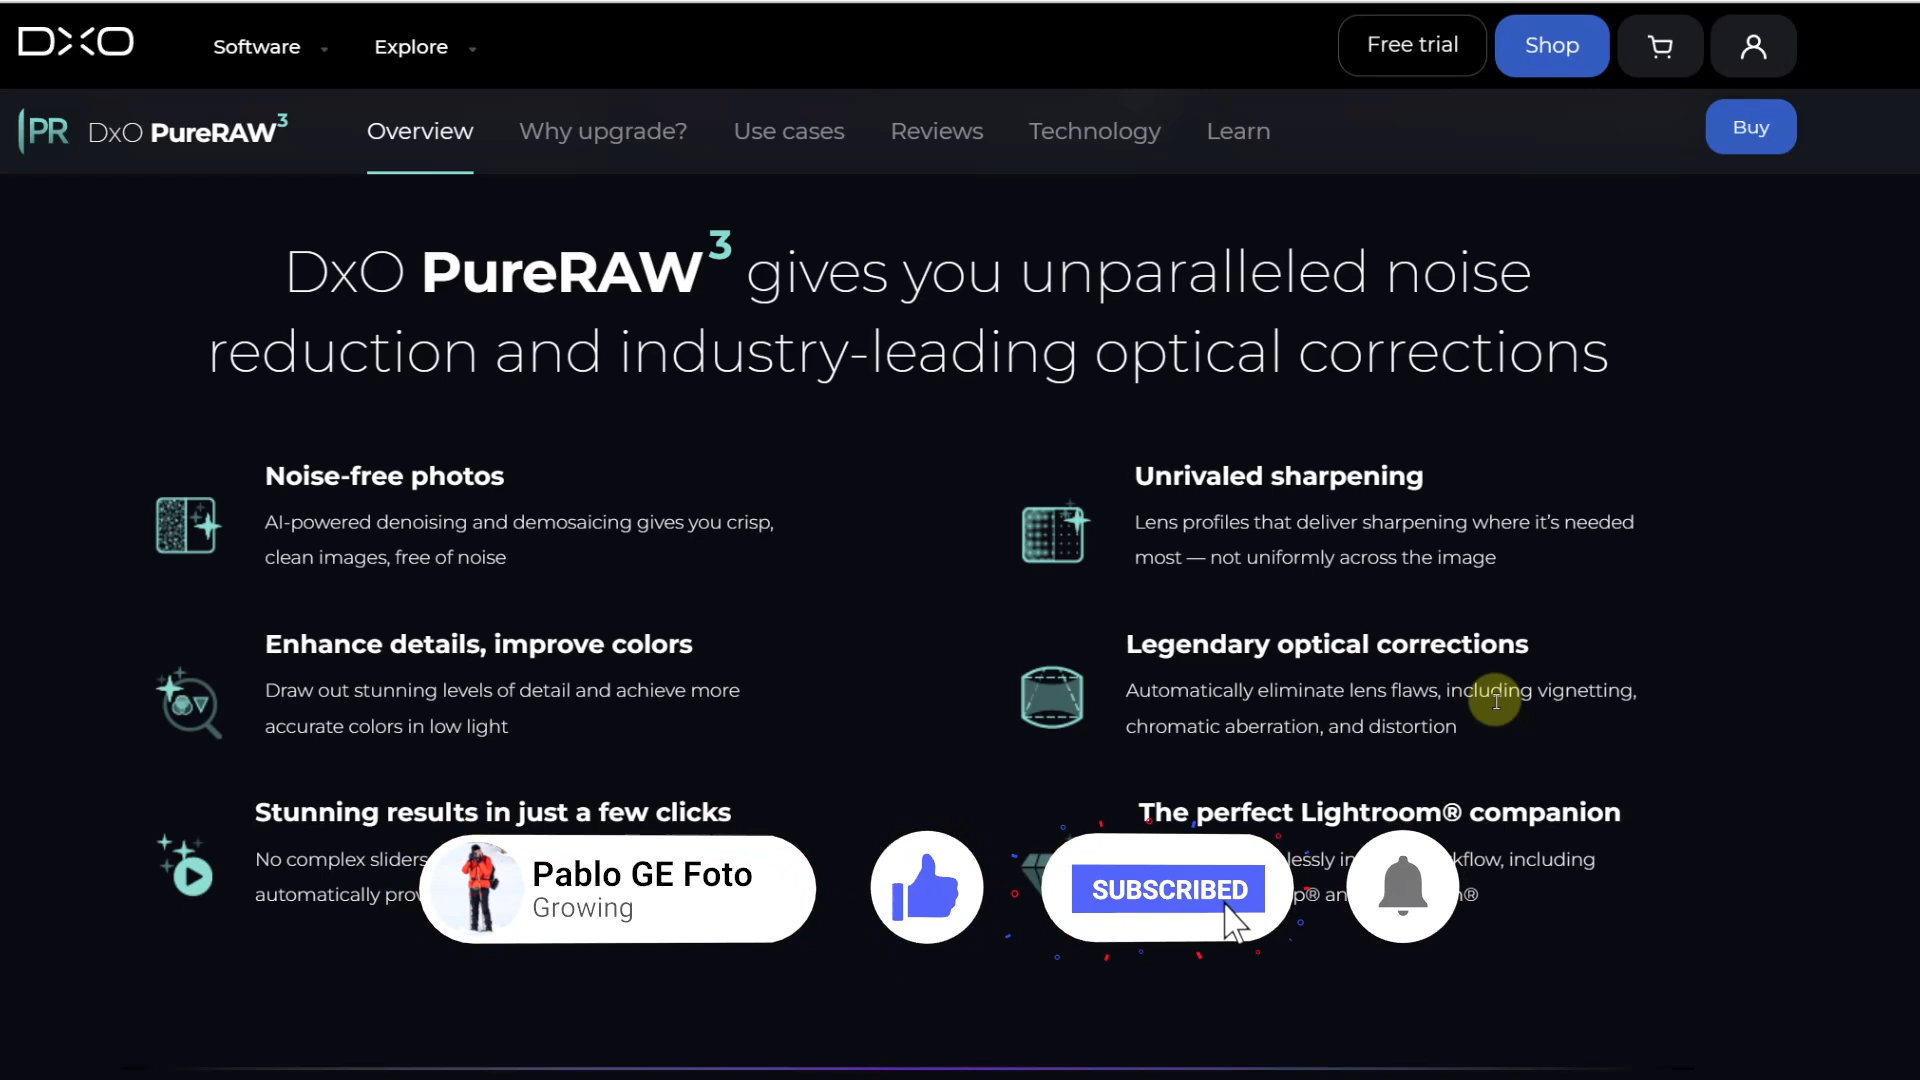 DXO
Software
Explore
Free trial
Shop
PR DxO PureRAW3
Overview
Why upgrade?
Use cases
Reviews
Technology
Learn
Buy
DxO PureRAW3 gives you unparalleled noise
reduction and industry-leading optical corrections
Noise-free photos
AI-powered denoising and demosaicing gives you crisp,
clean images, free of noise
Unrivaled sharpening
Lens profiles that deliver sharpening where it’s needed
most — not uniformly across the image
Enhance details, improve colors
Draw out stunning levels of detail and achieve more
accurate colors in low light
Legendary optical corrections
Automatically eliminate lens flaws, including vignetting,
chromatic aberration, and distortion
Stunning results in just a few clicks
No complex sliders
automatically
The perfect Lightroom® companion
including
Pablo GE Foto
Growing
SUBSCRIBED